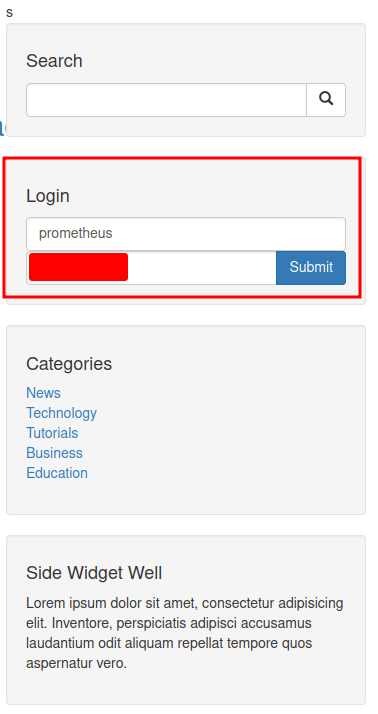 s
Search
Login
prometheus
Submit
Categories
News
Technology
Tutorials
Business
Education
Side Widget Well
Lorem ipsum dolor sit amet, consectetur adipisicing
elit. Inventore, perspiciatis adipisci accusamus
laudantium odit aliquam repellat tempore quos
aspernatur vero.